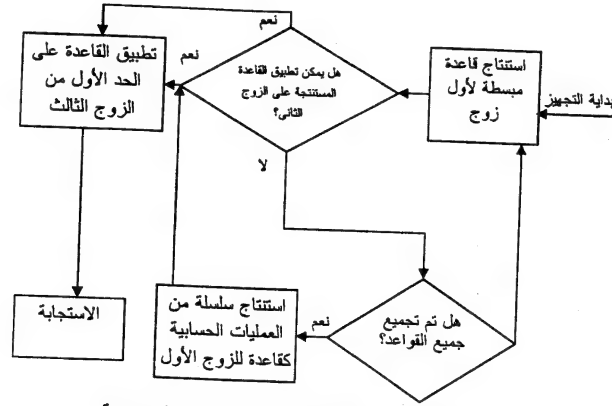 بداية التجهيز
استنتاج قاعدة
مبسطة لأول
زوج
هل يمكن تطبيق القاعدة
المستنتجة على الزوج
الثانى؟
نعم
نعم
تطبيق القاعدة على
الحد الأول من
الزوج الثالث
الاستجابة
لا
هل تم تجميع
جميع القواعد؟
نعم
استنتاج سلسلة من
العمليات الحسابية
كقاعدة للزوج الأول